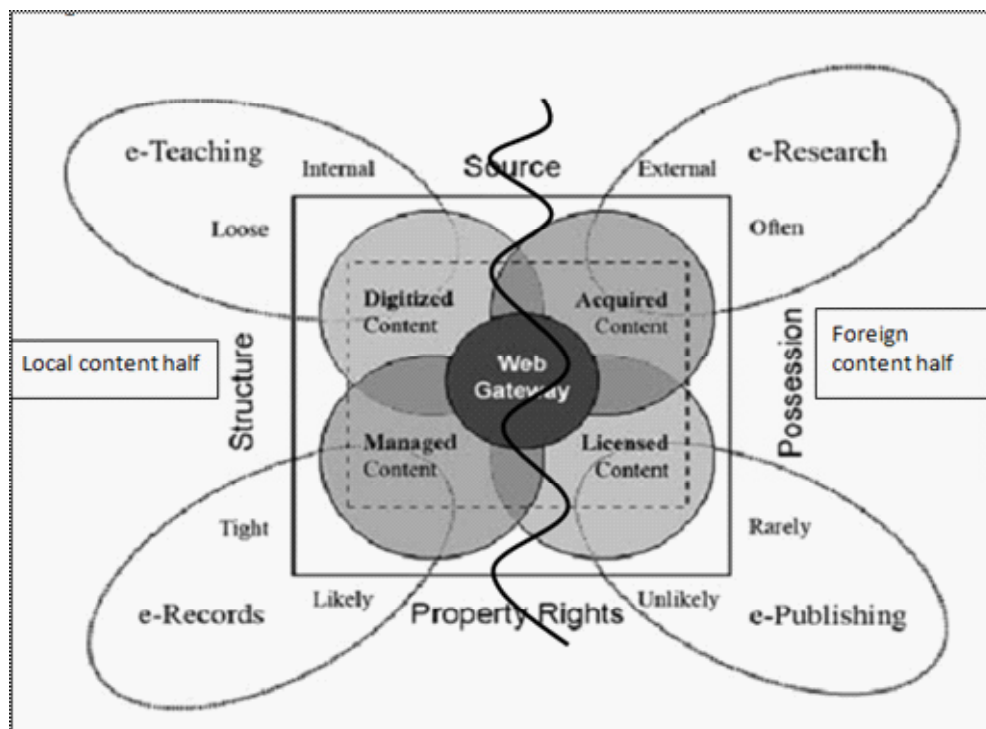 e-Teaching
e-Research
Internal
Source
External
Loose
Often
Digitized
Content
Acquired
Content
Local content half
Structure
Web
Gateway
Possession
Foreign
content half
Managed
Content
Licensed
Content
Tight
Rarely
Likely
Property Rights
Unlikely
e-Records
e-Publishing